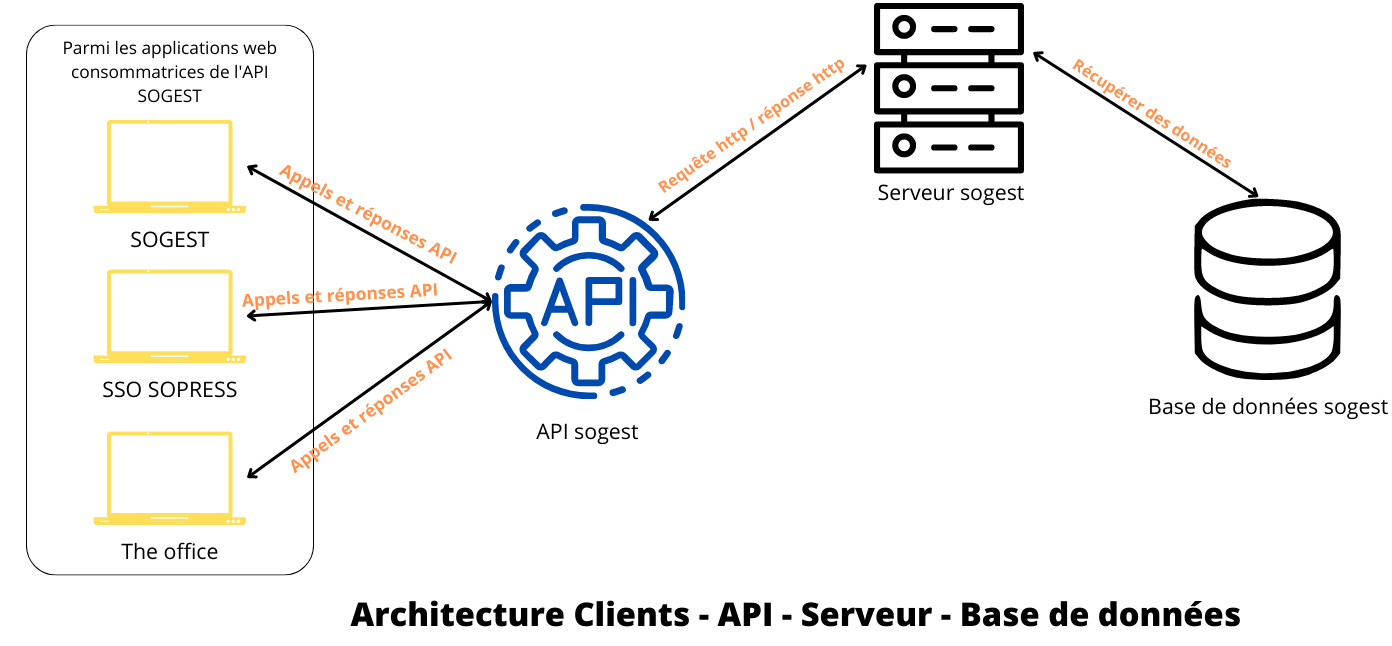 Parmi les applications web
consommatrices de l'API
SOGEST
SOGEST
SSO SOPRESS
The office
Appels et réponses API
Appels et réponses API
Appels et réponses API
API
API sogest
Requête http / réponse http
Serveur sogest
Récupérer des données
Base de données sogest
Architecture Clients - API - Serveur - Base de données